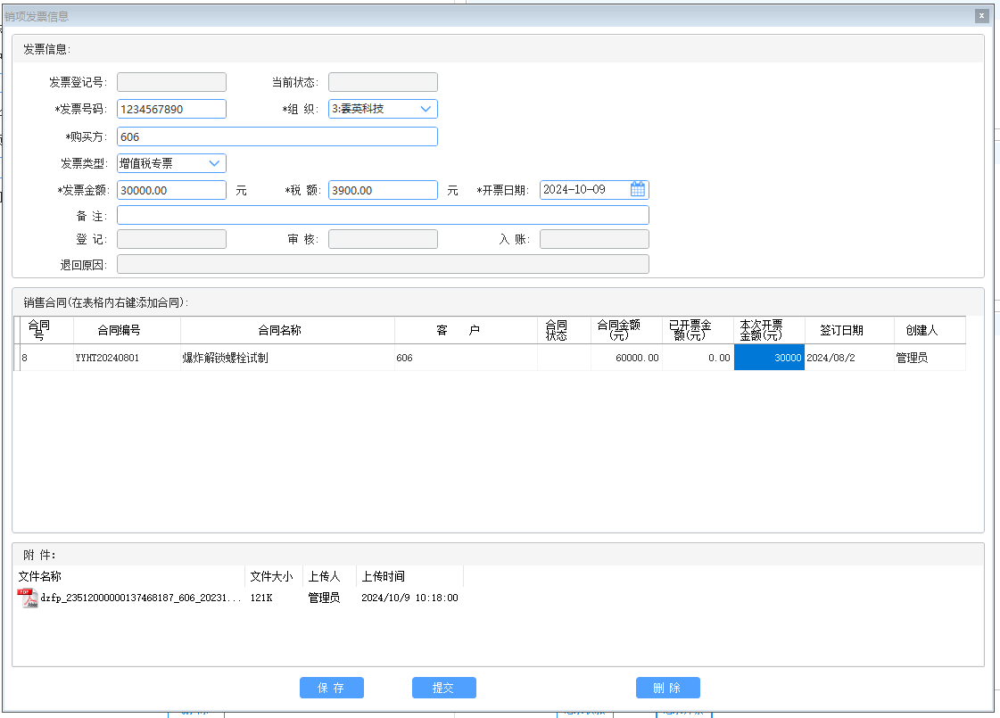 销项发票信息
发票信息:
发票登记号: 当前状态:
*发票号码: 1234567890 *组 织: 3:雲英科技
*购买方: 606
发票类型: 增值税专票
*发票金额: 30000.00 元 *税 额: 3900.00 元 *开票日期: 2024-10-09
备 注:
登 记: 审 核: 入 账:
退回原因:
销售合同(在表格内右键添加合同):
合同号 合同编号 合同名称 客 户 合同状态 合同金额(元) 已开票金额(元) 本次开票金额(元) 签订日期 创建人
8 YYHT20240801 爆炸解锁螺栓试制 606 60000.00 0.00 30000 2024/08/2 管理员
附 件:
文件名称 文件大小 上传人 上传时间
dzfp_23512000000137468187_606_20231... 121K 管理员 2024/10/9 10:18:00
保 存 提交 删 除